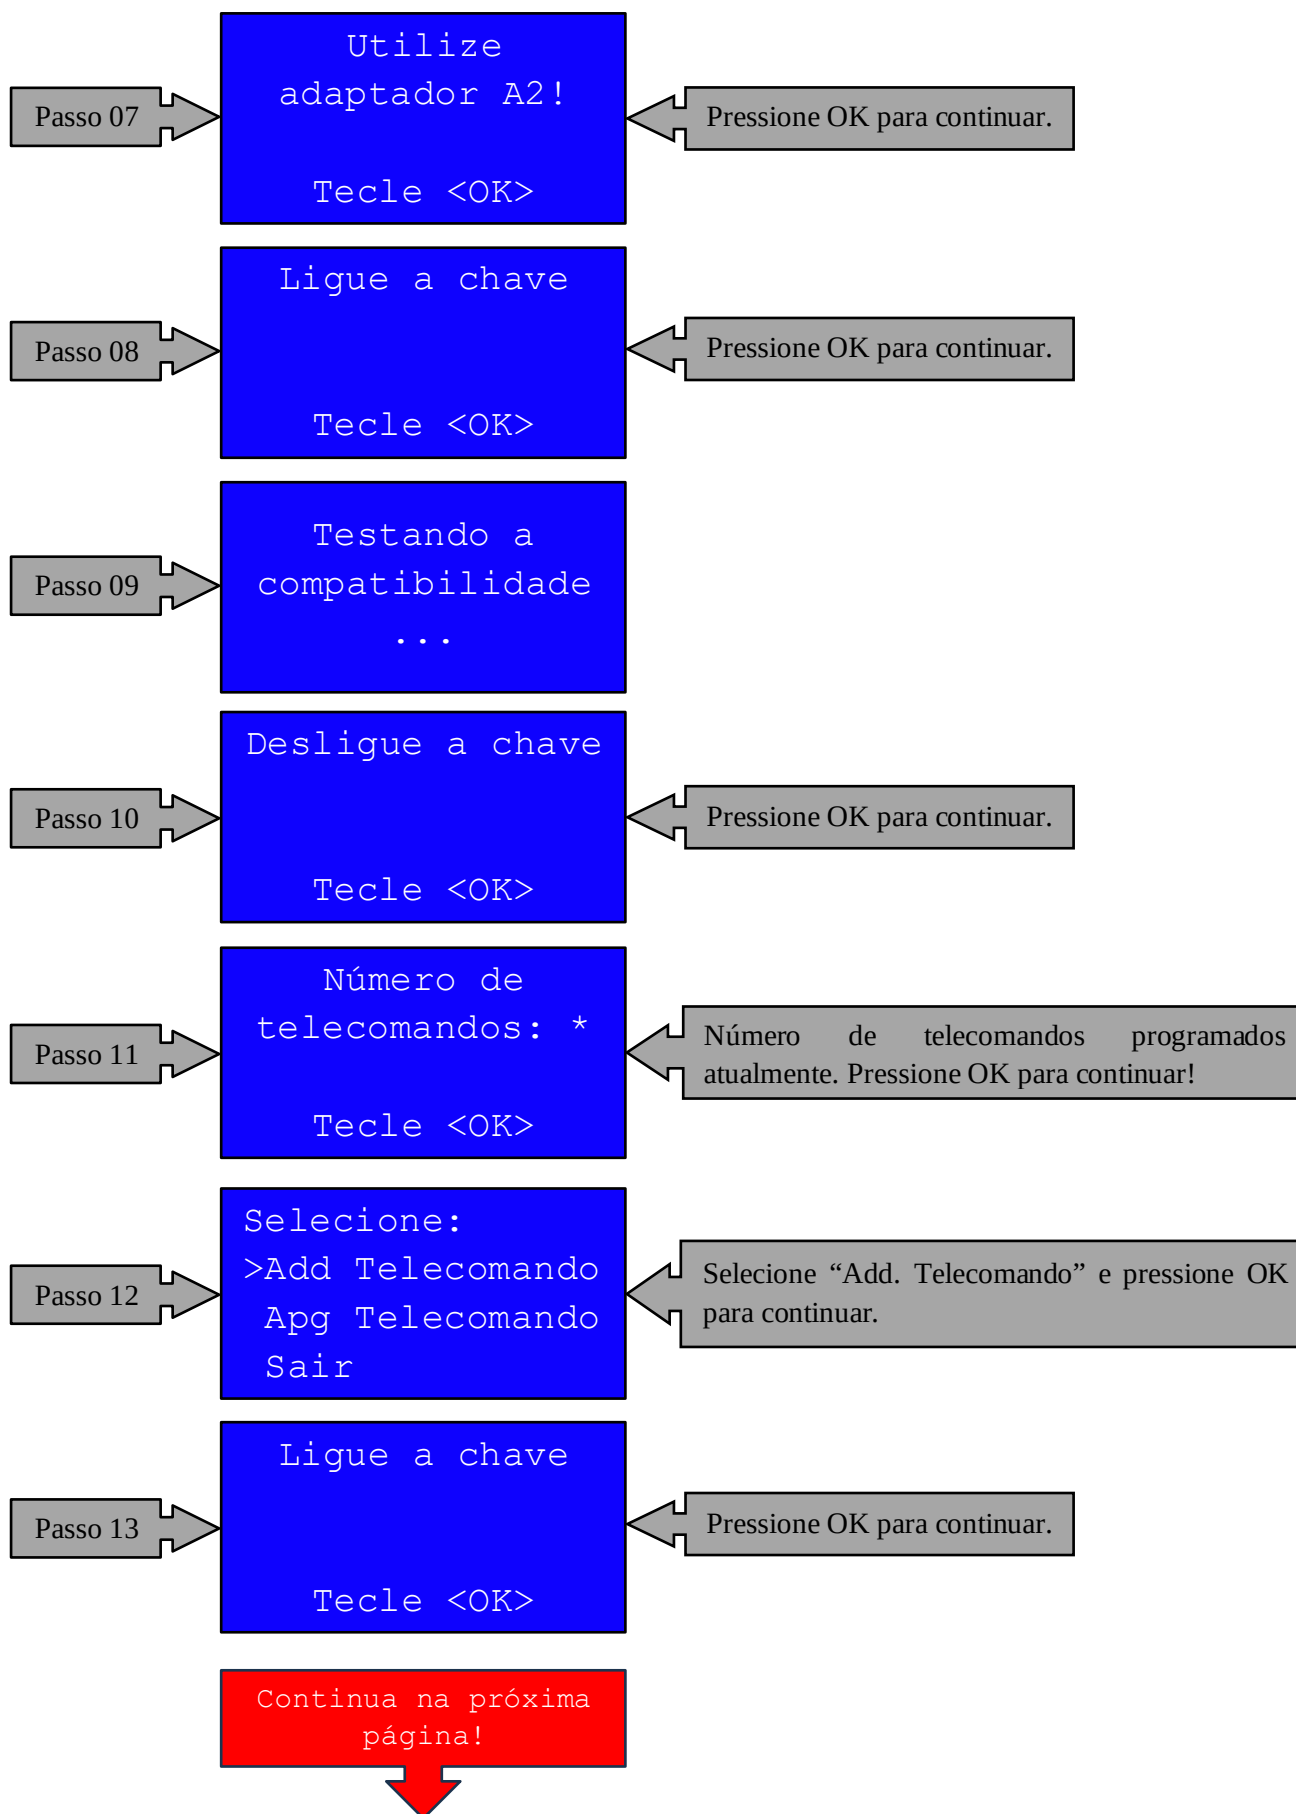 Passo 07
Utilize
adaptador A2!
Tecle <OK>
Pressione OK para continuar.
Passo 08
Ligue a chave
Tecle <OK>
Pressione OK para continuar.
Passo 09
Testando a
compatibilidade
...
Passo 10
Desligue a chave
Tecle <OK>
Pressione OK para continuar.
Passo 11
Número de
telecomandos: *
Tecle <OK>
Número de telecomandos programados
atualmente. Pressione OK para continuar!
Passo 12
Selecione:
>Add Telecomando
Apg Telecomando
Sair
Selecione “Add. Telecomando” e pressione OK
para continuar.
Passo 13
Ligue a chave
Tecle <OK>
Pressione OK para continuar.
Continua na próxima
página!